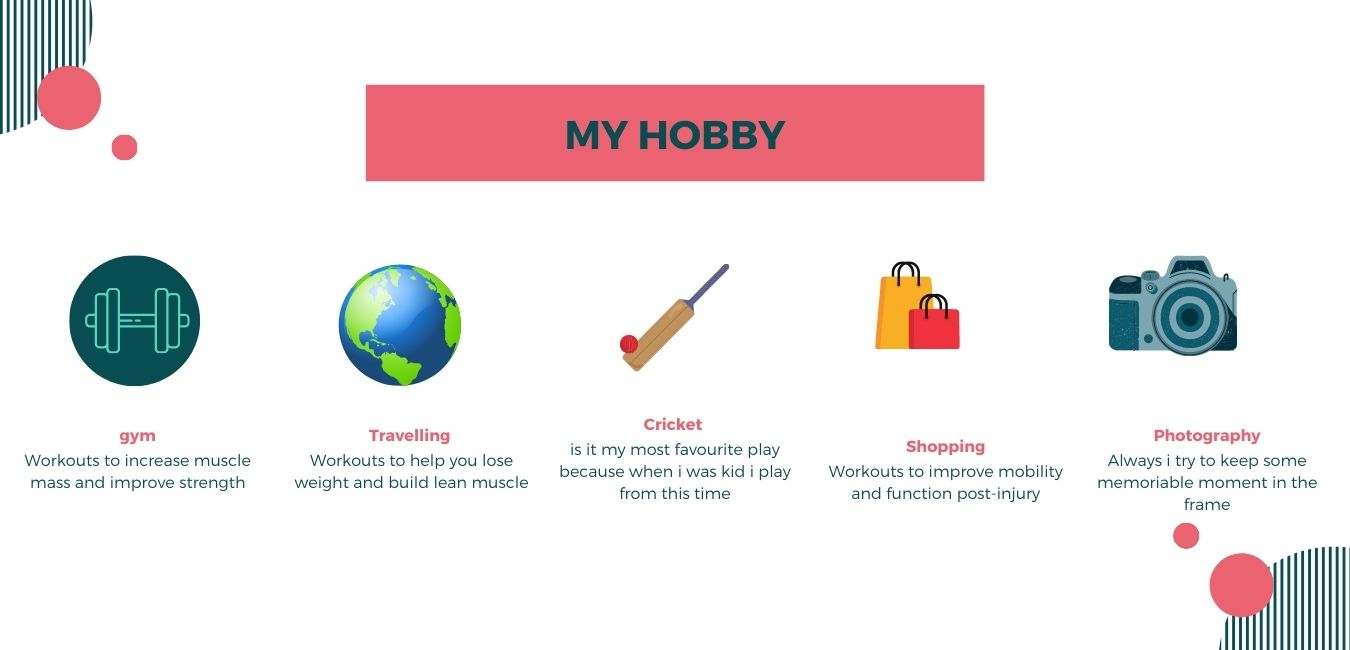 MY HOBBY
gym
Workouts to increase muscle
mass and improve strength
Travelling
Workouts to help you lose
weight and build lean muscle
Cricket
is it my most favourite play
because when i was kid i play
from this time
Shopping
Workouts to improve mobility
and function post-injury
Photography
Always i try to keep some
memoriable moment in the
frame